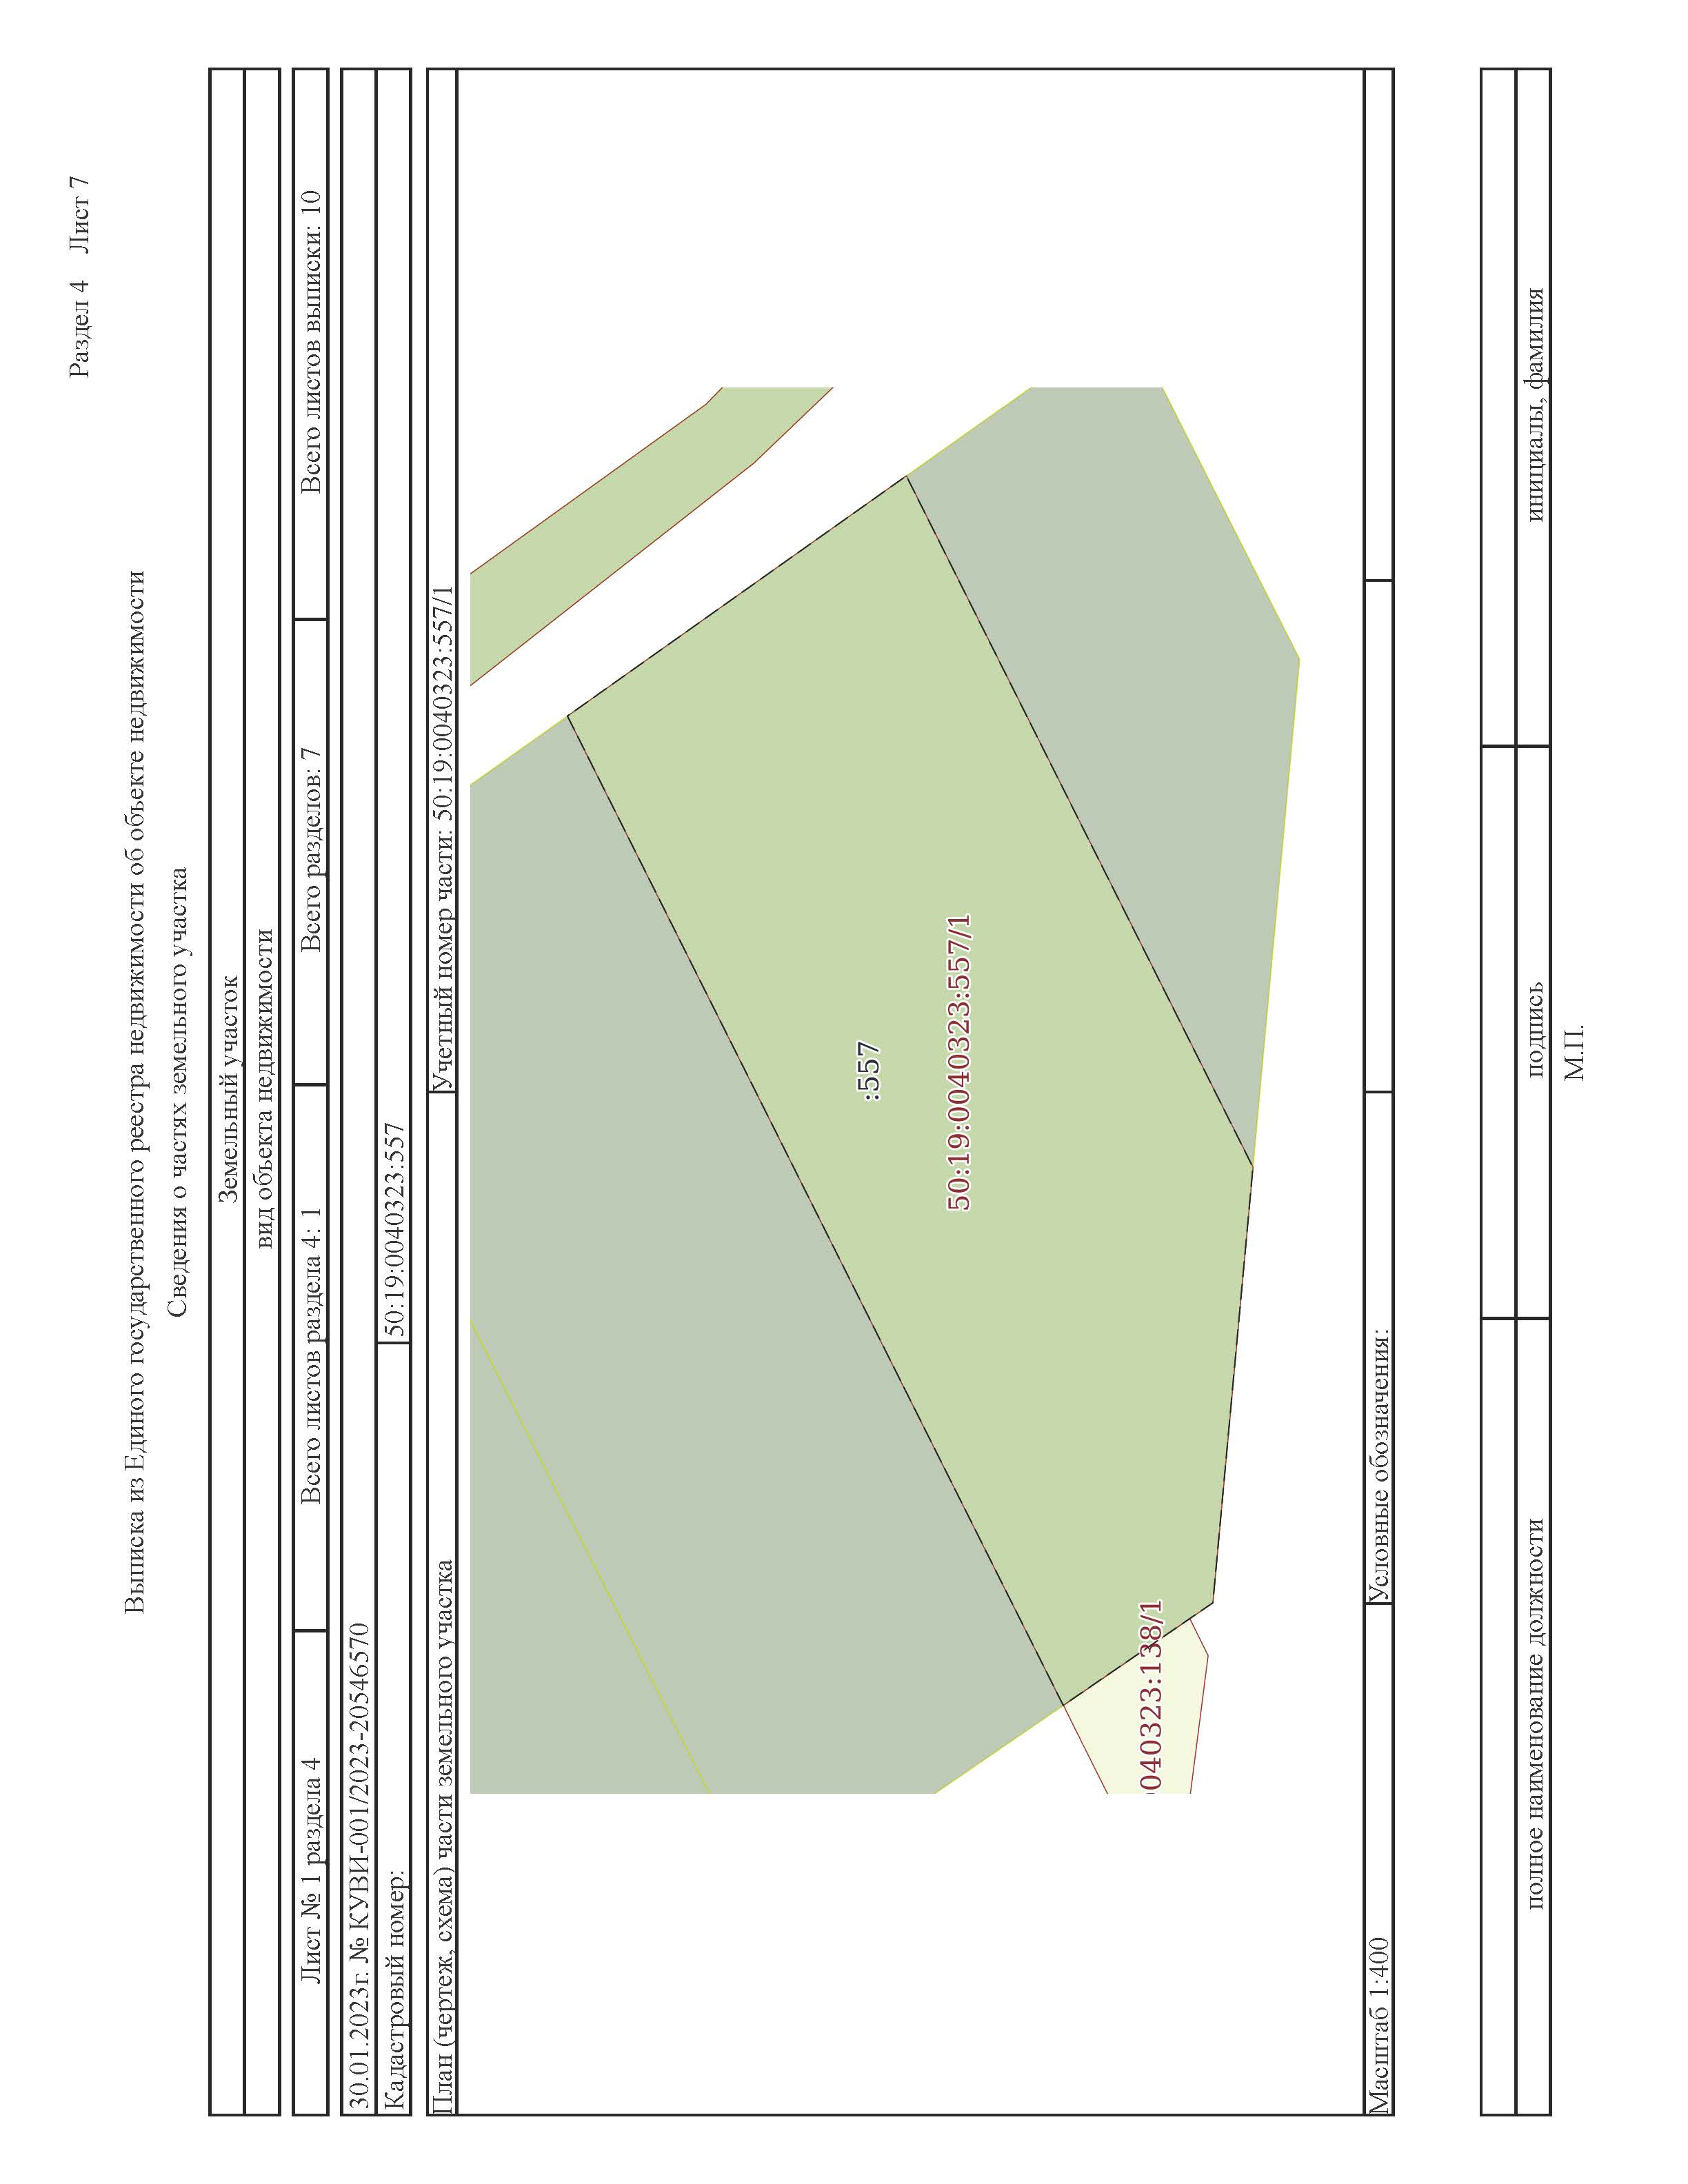 Раздел 4 Лист 7
Выписка из Единого государственного реестра недвижимости об объекте недвижимости
Сведения о частях земельного участка
Земельный участок
вид объекта недвижимости
Лист № 1 раздела 4 Всего листов раздела 4: 1 Всего разделов: 7 Всего листов выписки: 10
30.01.2023г. № КУВИ-001/2023-20546570
Кадастровый номер: 50:19:0040323:557
План (чертеж, схема) части земельного участка Учетный номер части: 50:19:0040323:557/1
:557
50:19:0040323:557/1
040323:138/1
Масштаб 1:400 Условные обозначения:
полное наименование должности подпись инициалы, фамилия
М.П.